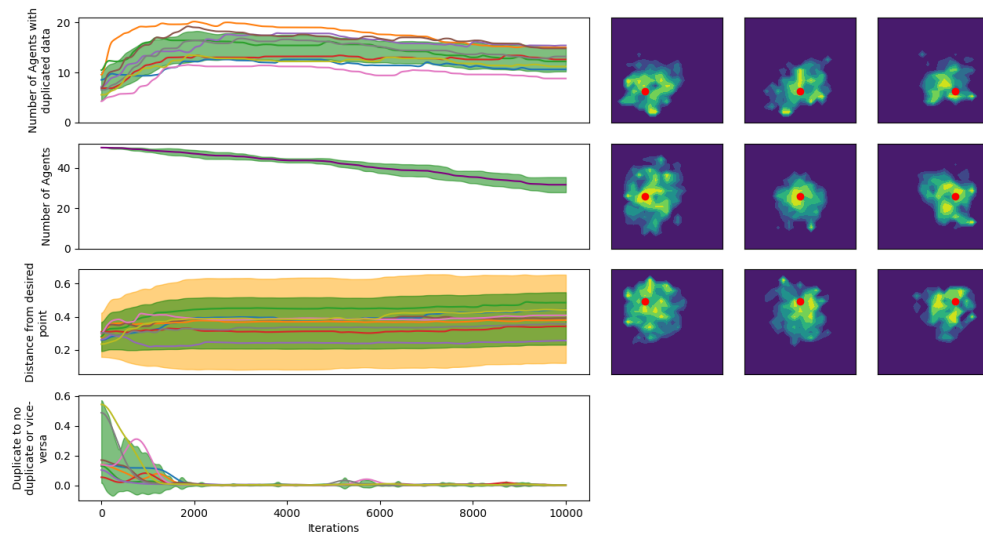 Number of Agents with
duplicated data
20
10
0
Number of Agents
40
20
0
Distance from desired
point
0.6
0.4
0.2
Duplicate to no
duplicate or vice-
versa
0.6
0.4
0.2
0.0
0
2000
4000
6000
8000
10000
Iterations